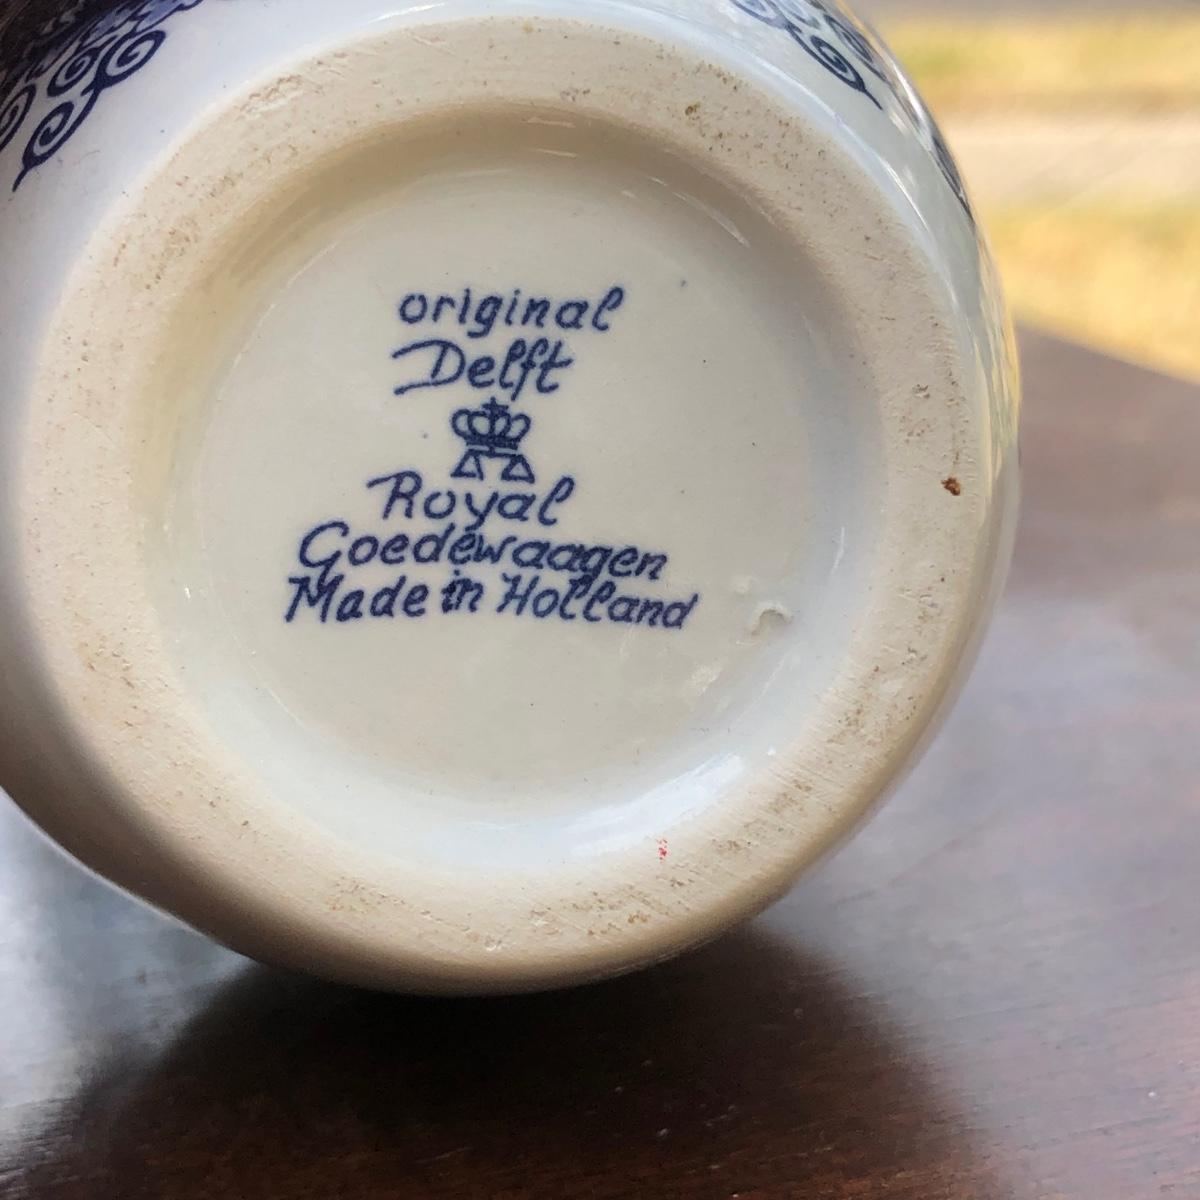 original
Delft
Royal
Goedewaagen
Made in Holland